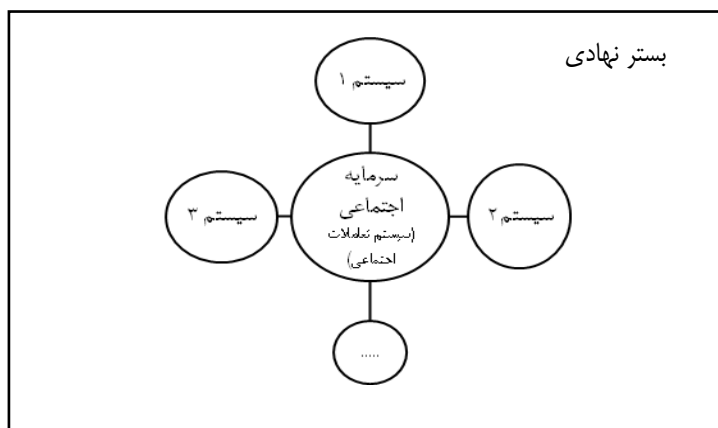 بستر نهادی
سیستم ۱
سرمایه
اجتماعی
(سیستم تعاملات
اجتماعی)
سیستم ۳
سیستم ۲
.....